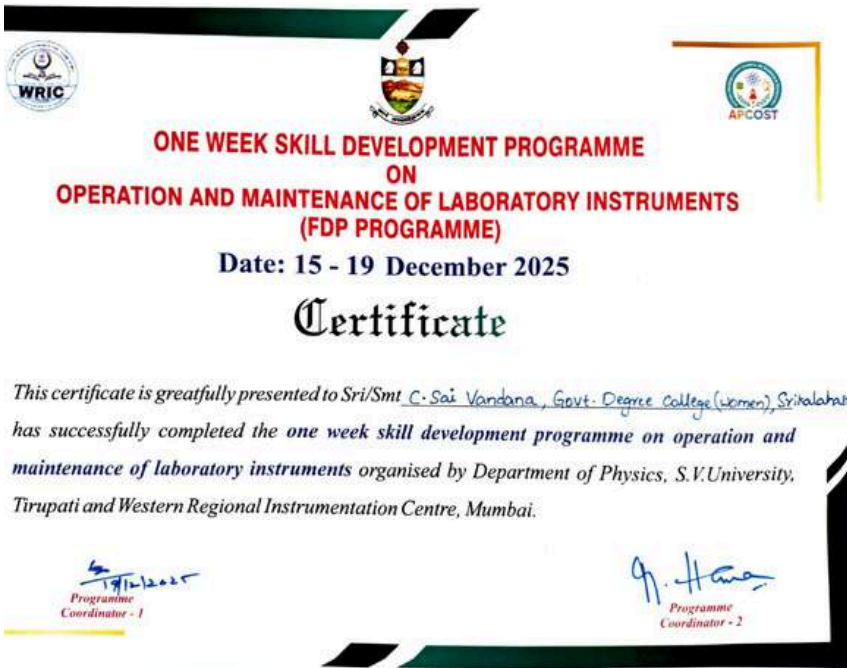 WRIC
APCOST
ONE WEEK SKILL DEVELOPMENT PROGRAMME
ON
OPERATION AND MAINTENANCE OF LABORATORY INSTRUMENTS
(FDP PROGRAMME)
Date: 15 - 19 December 2025
Certificate
This certificate is greatfully presented to Sri/Smt C. Sai Vandana, Govt. Degree College (women), Srikalahas
has successfully completed the one week skill development programme on operation and
maintenance of laboratory instruments organised by Department of Physics, S.V.University,
Tirupati and Western Regional Instrumentation Centre, Mumbai.
19/12/2025
Programme
Coordinator - 1
Programme
Coordinator - 2